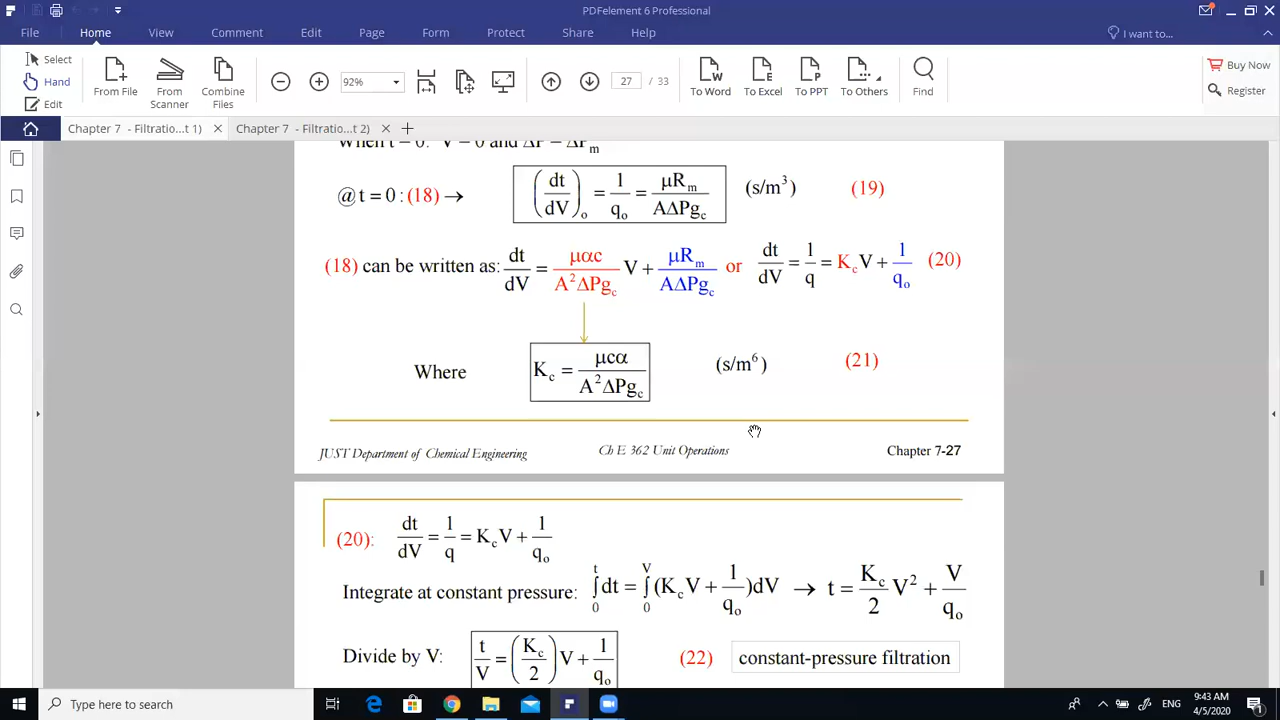 PDFelement 6 Professional
File Home View Comment Edit Page Form Protect Share Help I want to...
Select
Hand
Edit
From File
From Scanner
Combine Files
92%
27 / 33
To Word
To Excel
To PPT
To Others
Find
Buy Now
Register
Chapter 7 - Filtratio...t 1) × Chapter 7 - Filtratio...t 2) × +
When t = 0: V = 0 and ΔP = ΔPm
@ t = 0 : (18) → (dt/dV)o = 1/qo = μRm/AΔPgc (s/m³) (19)
(18) can be written as: dt/dV = μαc/A²ΔPgc V + μRm/AΔPgc or dt/dV = 1/q = KcV + 1/qo (20)
Where Kc = μcα/A²ΔPgc (s/m⁶) (21)
JUST Department of Chemical Engineering Ch E 362 Unit Operations Chapter 7-27
(20): dt/dV = 1/q = KcV + 1/qo
Integrate at constant pressure: ∫₀ᵗ dt = ∫₀ⱽ (KcV + 1/qo)dV → t = Kc/2 V² + V/qo
Divide by V: t/V = (Kc/2) V + 1/qo (22) constant-pressure filtration
Type here to search
ENG
9:43 AM
4/5/2020